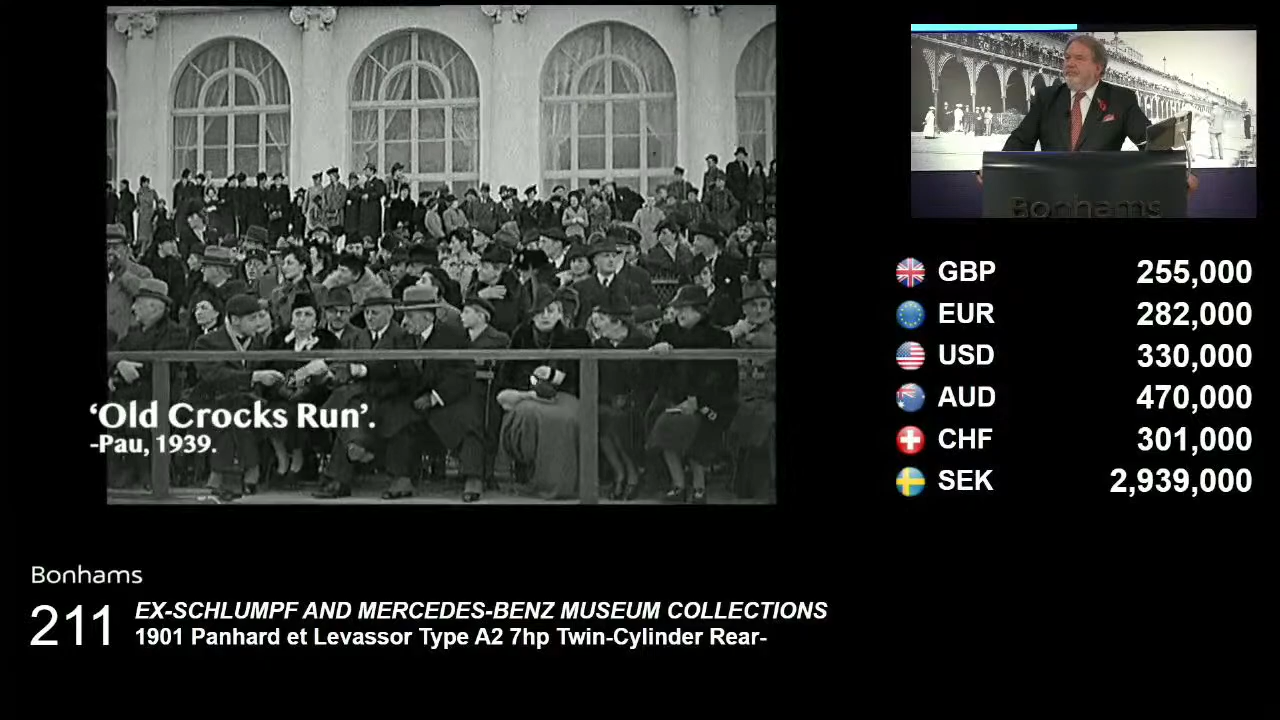 ‘Old Crocks Run’.
-Pau, 1939.
Bonhams
GBP 255,000
EUR 282,000
USD 330,000
AUD 470,000
CHF 301,000
SEK 2,939,000
Bonhams
211
EX-SCHLUMPF AND MERCEDES-BENZ MUSEUM COLLECTIONS
1901 Panhard et Levassor Type A2 7hp Twin-Cylinder Rear-